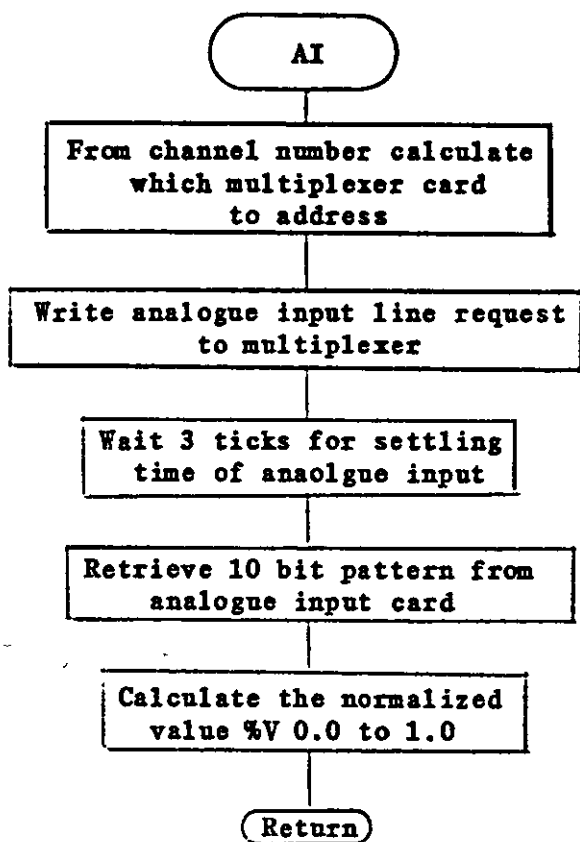 AI
From channel number calculate
which multiplexer card
to address
Write analogue input line request
to multiplexer
Wait 3 ticks for settling
time of anaolgue input
Retrieve 10 bit pattern from
analogue input card
Calculate the normalized
value %V 0.0 to 1.0
Return